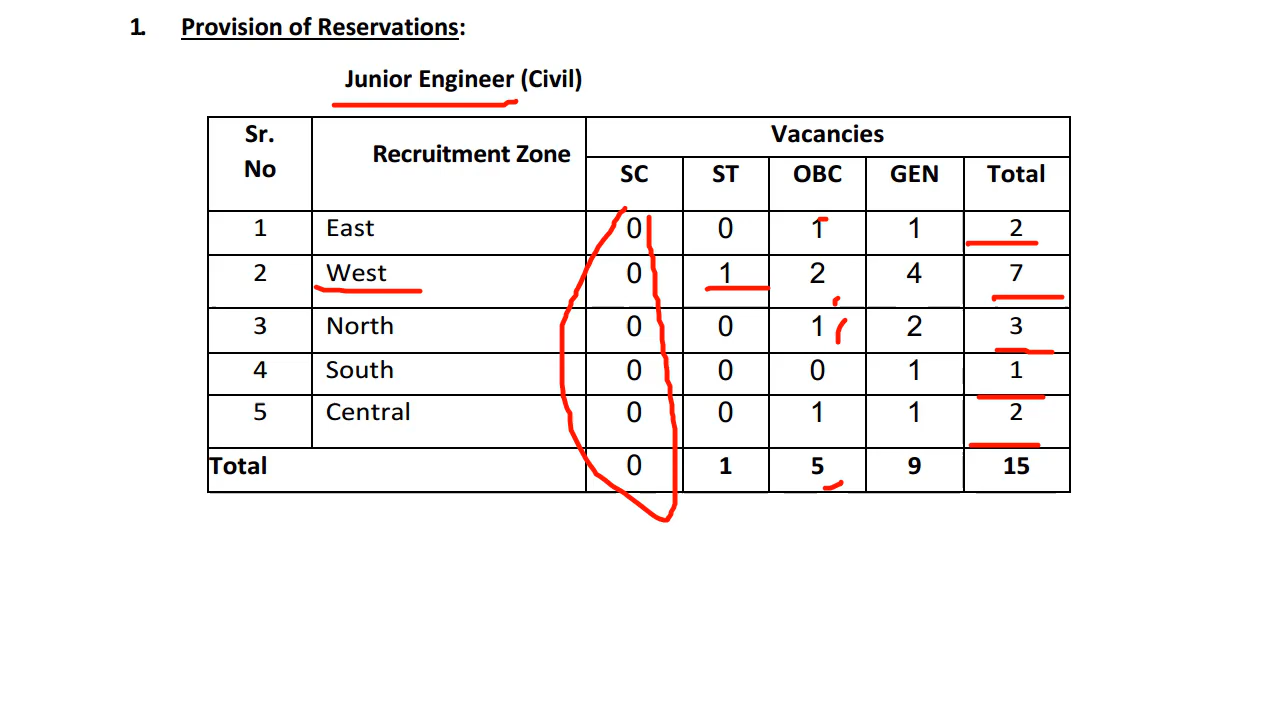 1. Provision of Reservations:
Junior Engineer (Civil)
Sr. No Recruitment Zone Vacancies
SC ST OBC GEN Total
1 East 0 0 1 1 2
2 West 0 1 2 4 7
3 North 0 0 1 2 3
4 South 0 0 0 1 1
5 Central 0 0 1 1 2
Total 0 1 5 9 15